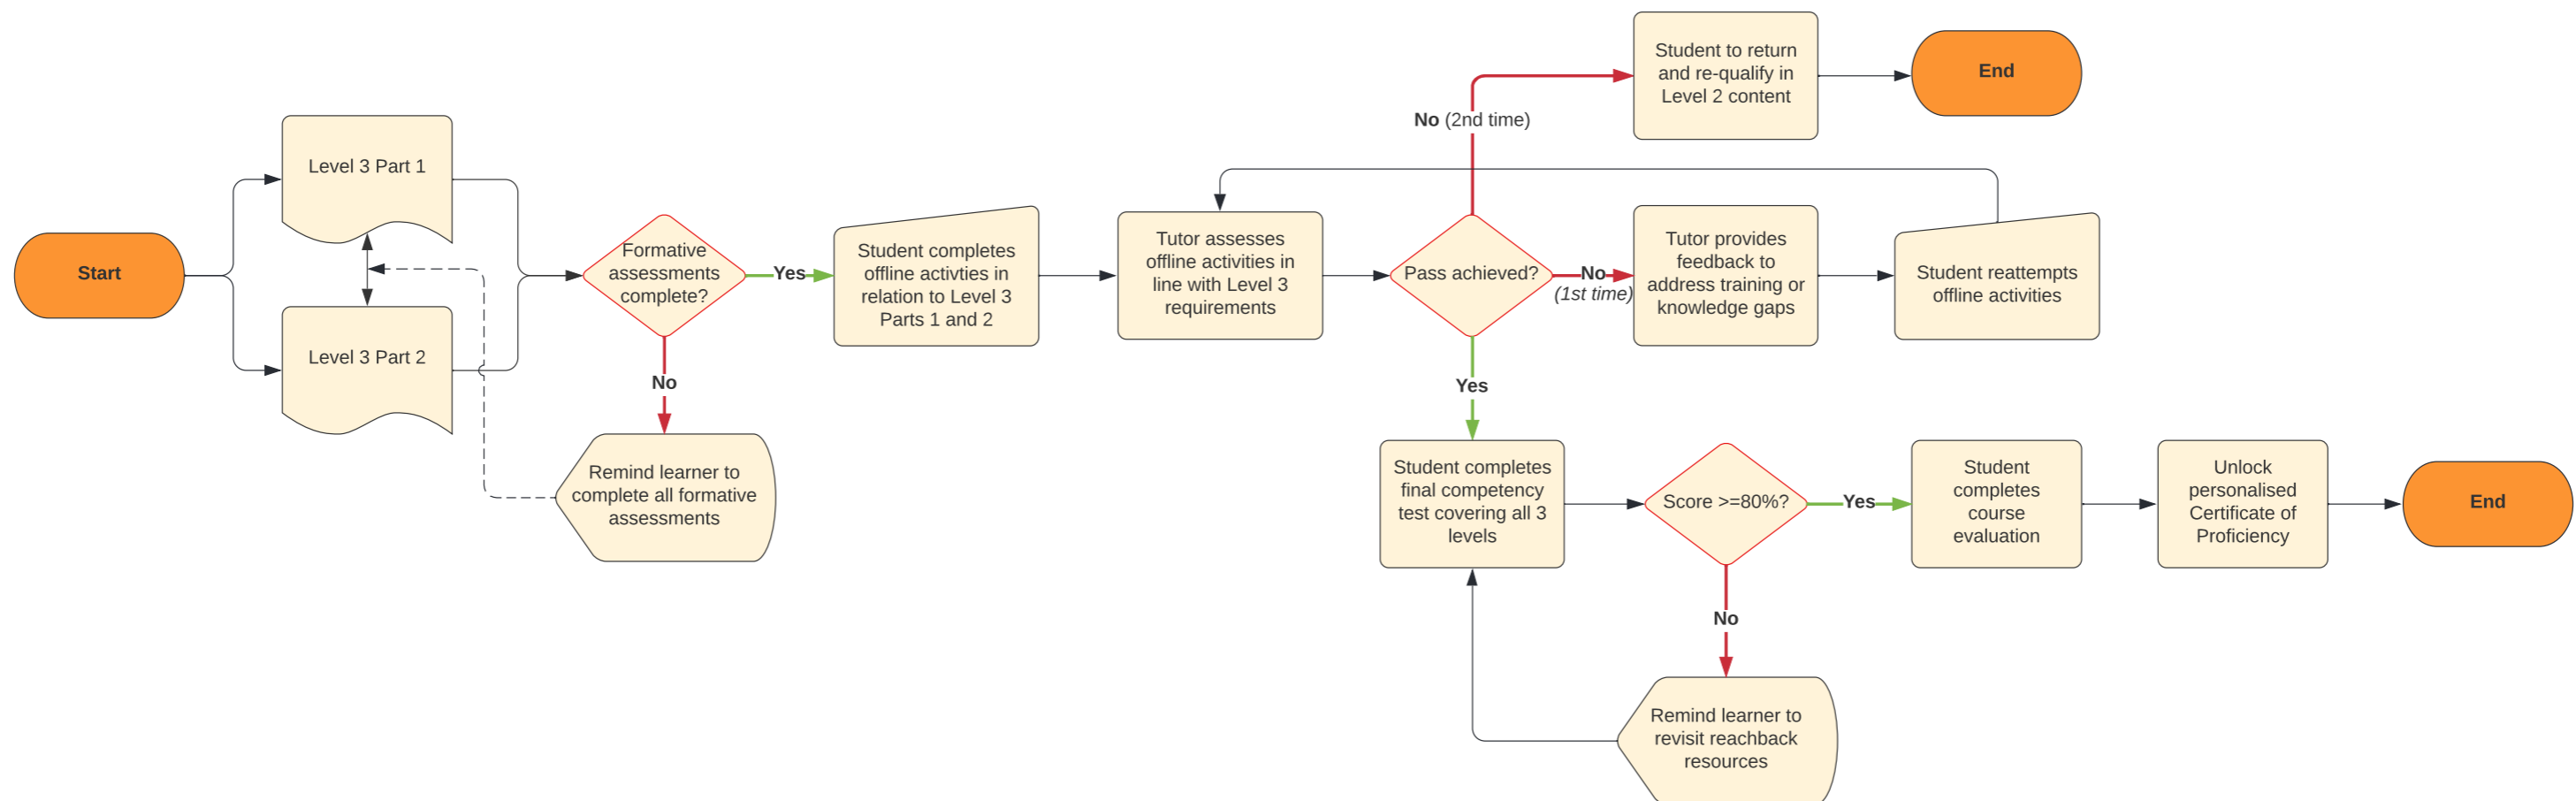 Start
Level 3 Part 1
Level 3 Part 2
Formative
assessments
complete?
Yes
No
Remind learner to
complete all formative
assessments
Student completes
offline activties in
relation to Level 3
Parts 1 and 2
Tutor assesses
offline activities in
line with Level 3
requirements
Pass achieved?
No (2nd time)
Student to return
and re-qualify in
Level 2 content
End
No
(1st time)
Tutor provides
feedback to
address training or
knowledge gaps
Student reattempts
offline activities
Yes
Student completes
final competency
test covering all 3
levels
Score >=80%?
Yes
Student
completes
course
evaluation
Unlock
personalised
Certificate of
Proficiency
End
No
Remind learner to
revisit reachback
resources